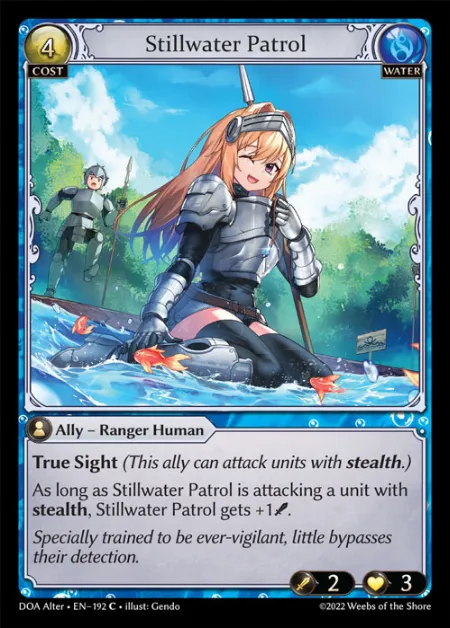 4
Stillwater Patrol
COST
WATER
Ally – Ranger Human
True Sight (This ally can attack units with stealth.)
As long as Stillwater Patrol is attacking a unit with
stealth, Stillwater Patrol gets +1.
Specially trained to be ever-vigilant, little bypasses
their detection.
2
3
DOA Alter • EN–192 C • illust: Gendo
©2022 Weebs of the Shore